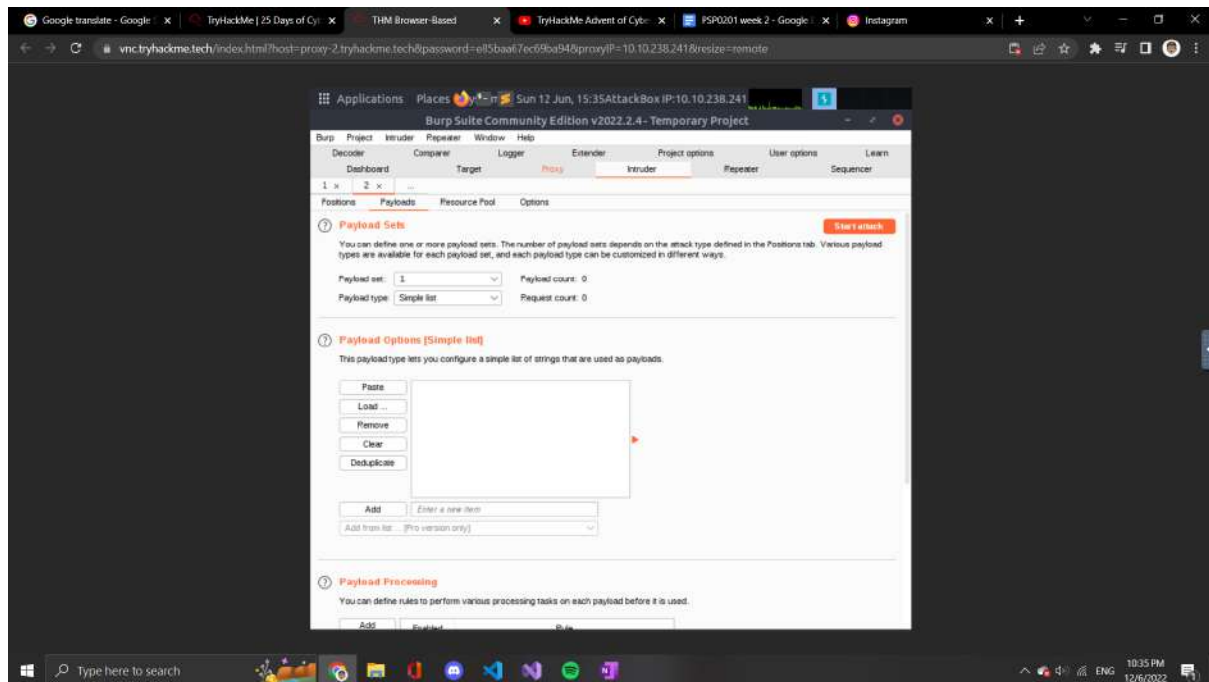 Google translate - Google
TryHackMe | 25 Days of Cy
THM Browser-Based
TryHackMe Advent of Cybe
PSP0201 week 2 - Google
Instagram
vnc.tryhackme.tech/index.html?host=proxy-2.tryhackme.tech&password=e85baa67ec69ba94&proxyIP=10.10.238.241&resize=remote
Applications Places Sun 12 Jun, 15:35 AttackBox IP:10.10.238.241
Burp Suite Community Edition v2022.2.4 - Temporary Project
Burp Project Intruder Repeater Window Help
Decoder Comparer Logger Extender Project options User options Learn
Dashboard Target Proxy Intruder Repeater Sequencer
1 × 2 × ...
Positions Payloads Resource Pool Options
Payload Sets
Start attack
You can define one or more payload sets. The number of payload sets depends on the attack type defined in the Positions tab. Various payload
types are available for each payload set, and each payload type can be customized in different ways.
Payload set: 1 Payload count: 0
Payload type: Simple list Request count: 0
Payload Options [Simple list]
This payload type lets you configure a simple list of strings that are used as payloads.
Paste
Load ...
Remove
Clear
Deduplicate
Add Enter a new item
Add from list ... [Pro version only]
Payload Processing
You can define rules to perform various processing tasks on each payload before it is used.
Add Enabled Rule
Type here to search
ENG
10:35 PM
12/6/2022